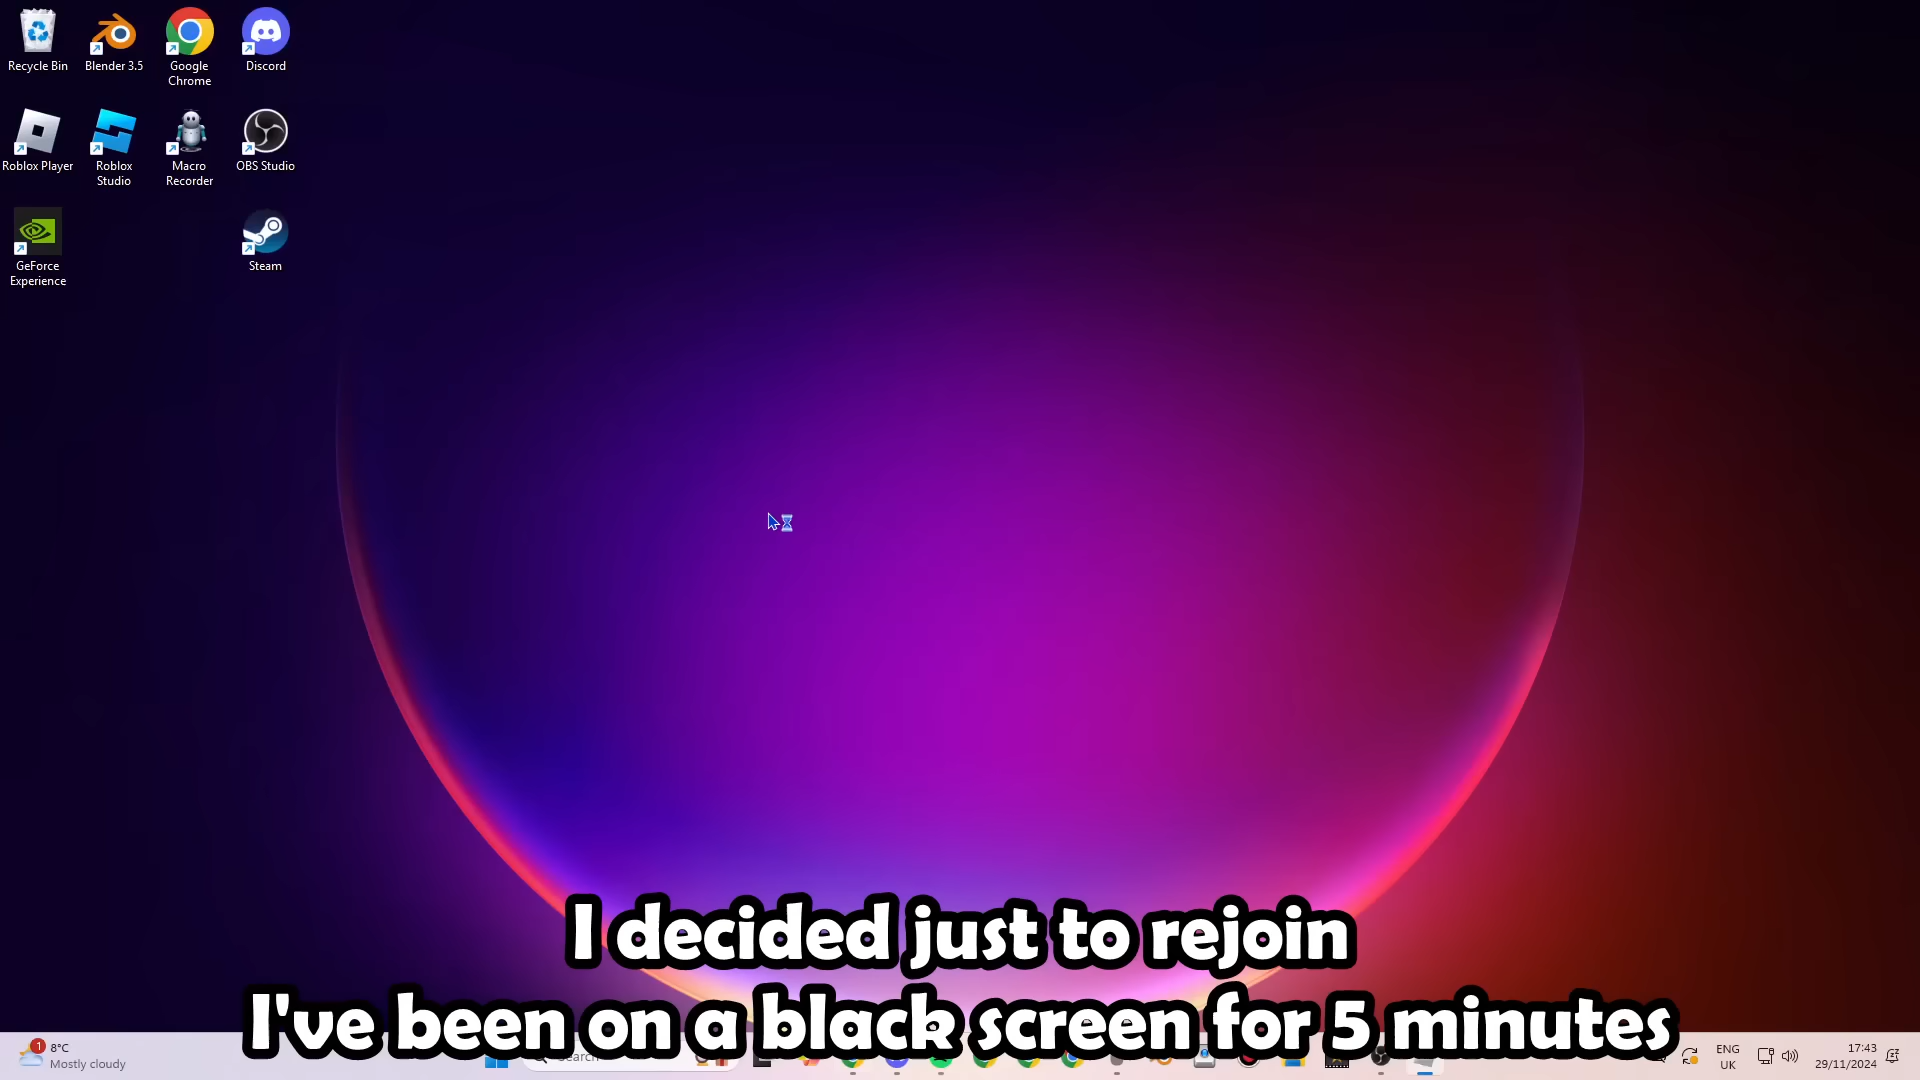 Recycle Bin
Blender 3.5
Google Chrome
Discord
Roblox Player
Roblox Studio
Macro Recorder
OBS Studio
GeForce Experience
Steam
I decided just to rejoin
I've been on a black screen for 5 minutes
1
8°C
Mostly cloudy
Search
ENG
UK
17:43
29/11/2024